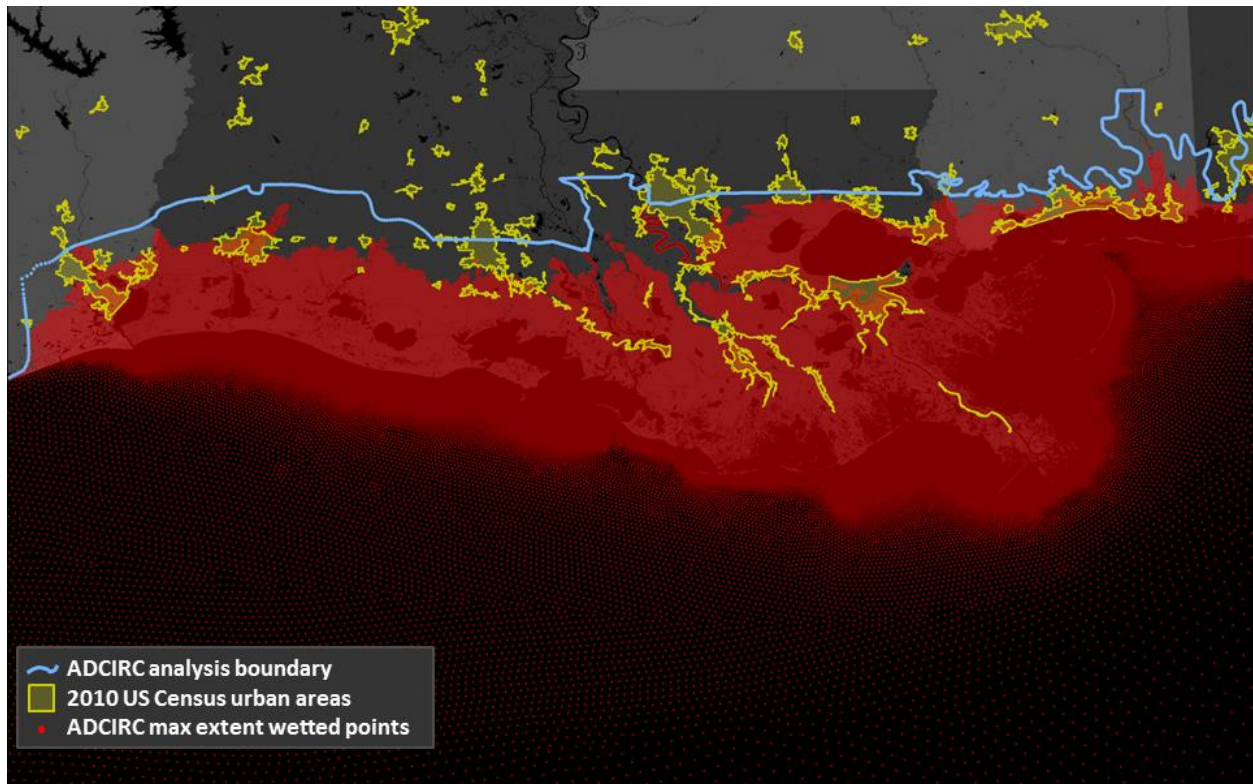 ADCIRC analysis boundary
2010 US Census urban areas
ADCIRC max extent wetted points